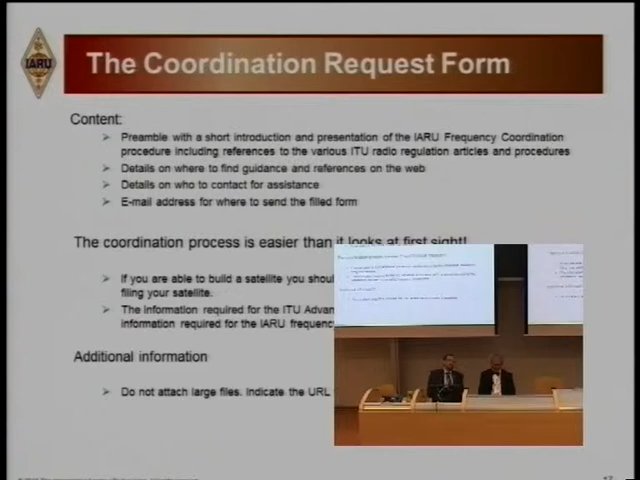 IARU
The Coordination Request Form
Content:
Preamble with a short introduction and presentation of the IARU Frequency Coordination
procedure including references to the various ITU radio regulation articles and procedures
Details on where to find guidance and references on the web
Details on who to contact for assistance
E-mail address for where to send the filled form
The coordination process is easier than it looks at first sight!
If you are able to build a satellite you
filing your satellite.
The information required for the ITU
information required for the IARU
Additional information
Do not attach large files. Indicate the URL
17